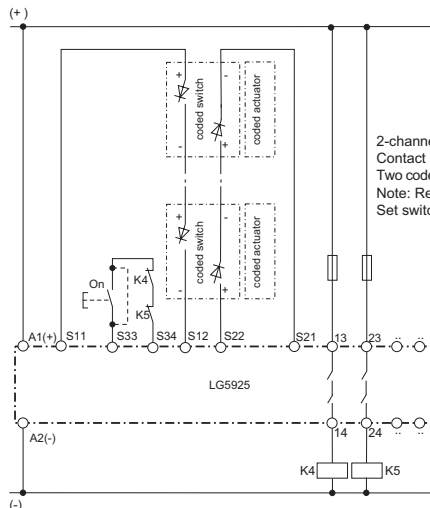 (+)
+
-
coded switch
coded actuator
-
+
2-channe
Contact
Two code
Note: Re
Set switc
+
-
coded switch
coded actuator
-
+
On
K4
K5
A1(+)
S11
S33
S34
S12
S22
S21
13
23
..
..
LG5925
A2(-)
14
24
..
..
K4
K5
(-)